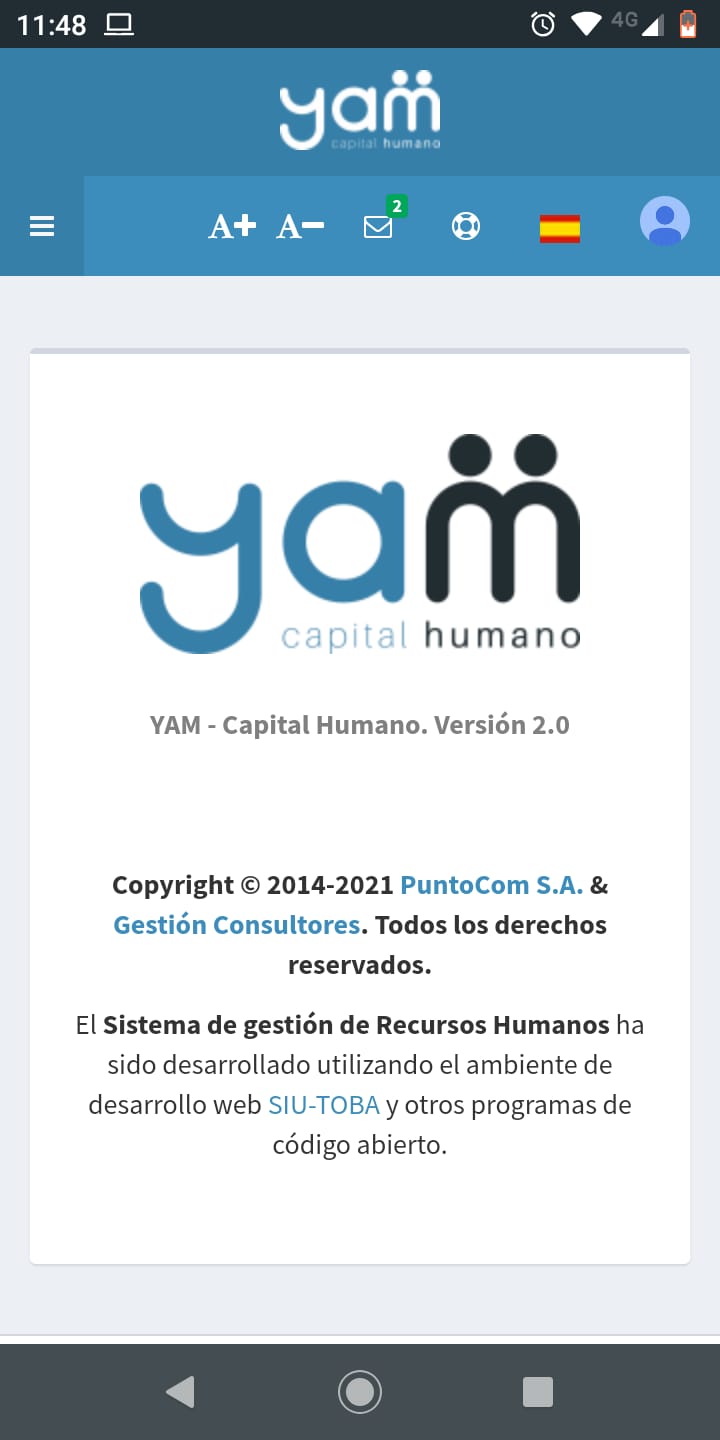 11:48
4G
yam
capital humano
A+ A-
2
yam
capital humano
YAM - Capital Humano. Versión 2.0
Copyright © 2014-2021 PuntoCom S.A. &
Gestión Consultores. Todos los derechos
reservados.
El Sistema de gestión de Recursos Humanos ha
sido desarrollado utilizando el ambiente de
desarrollo web SIU-TOBA y otros programas de
código abierto.